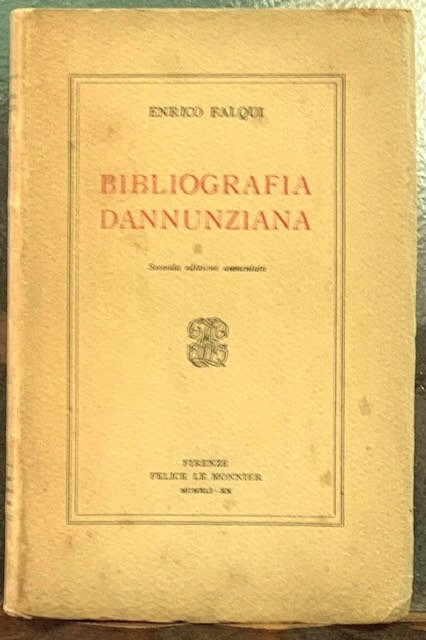 ENRICO FALQUI
BIBLIOGRAFIA
DANNUNZIANA
Seconda edizione aumentata
FIRENZE
FELICE LE MONNIER